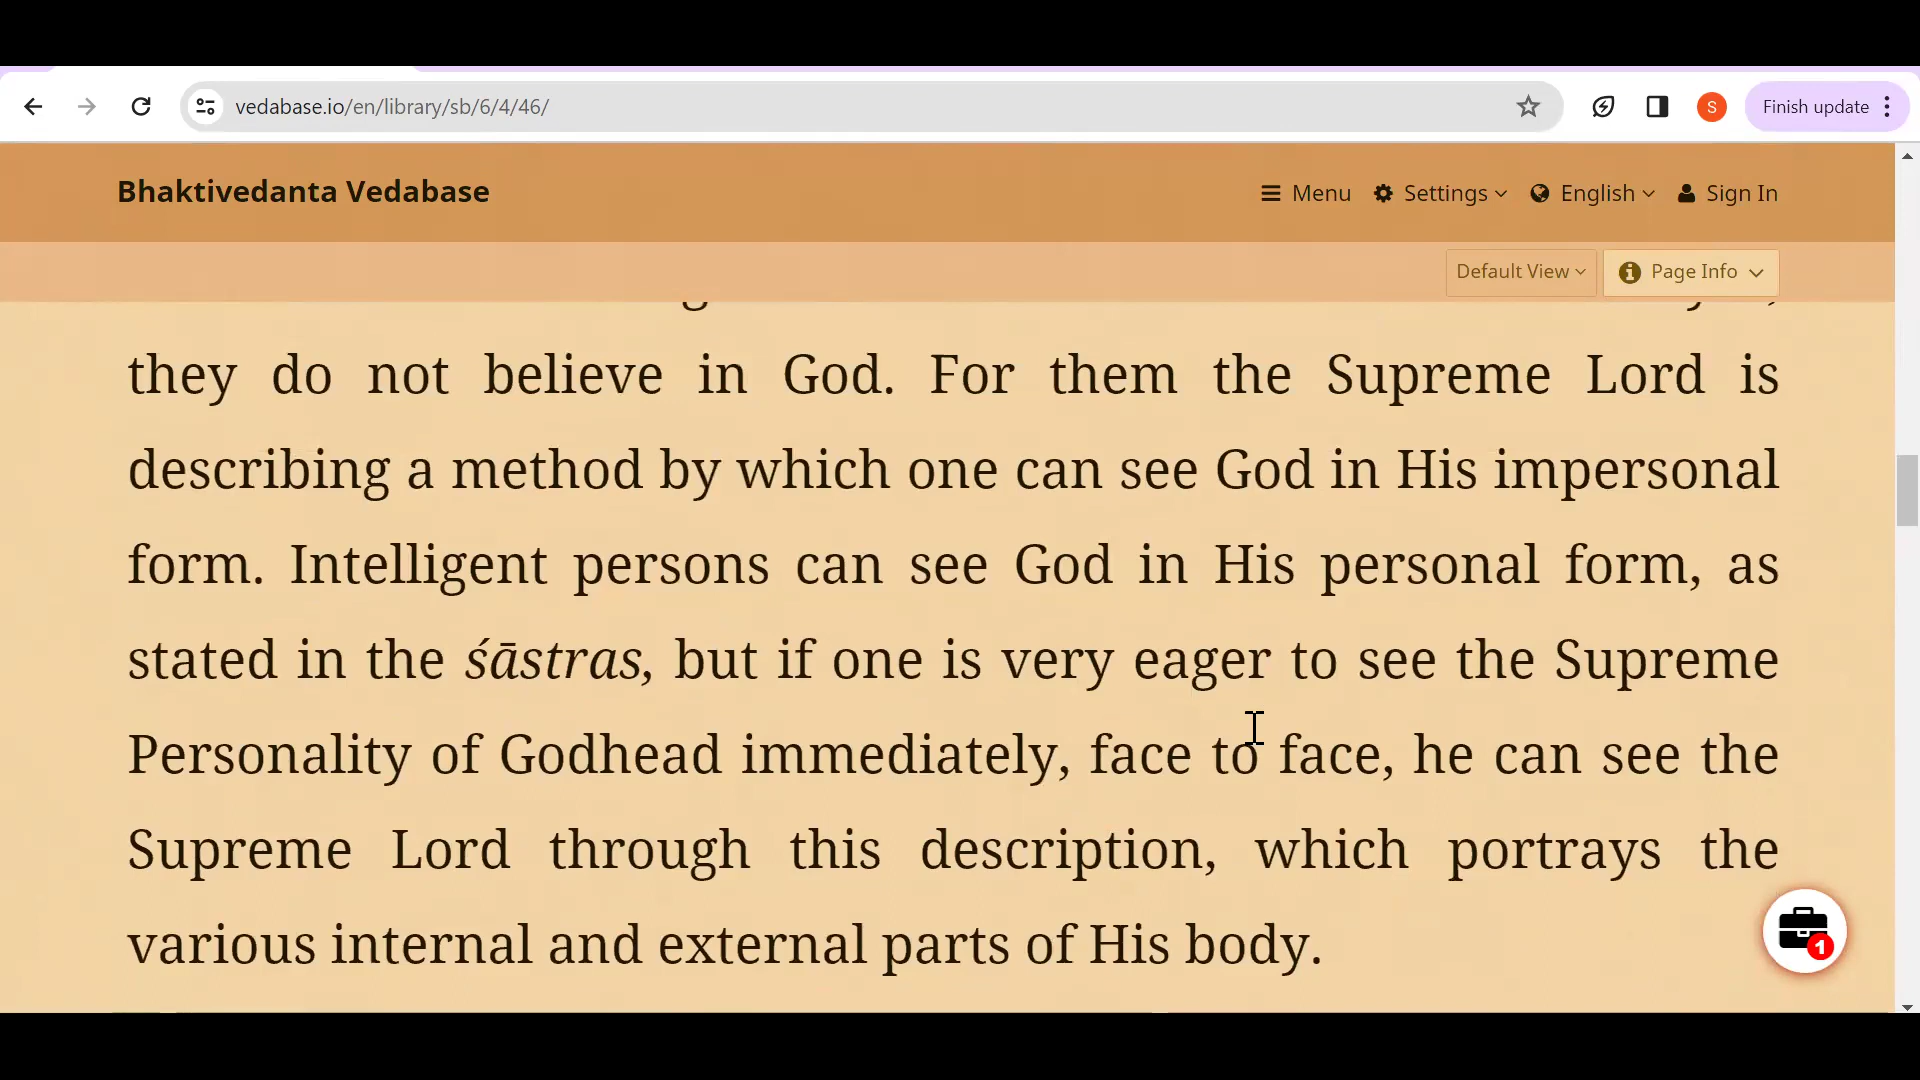 vedabase.io/en/library/sb/6/4/46/
S
Finish update
Bhaktivedanta Vedabase
Menu
Settings
English
Sign In
Default View
Page Info
they do not believe in God. For them the Supreme Lord is
describing a method by which one can see God in His impersonal
form. Intelligent persons can see God in His personal form, as
stated in the śāstras, but if one is very eager to see the Supreme
Personality of Godhead immediately, face to face, he can see the
Supreme Lord through this description, which portrays the
various internal and external parts of His body.
1